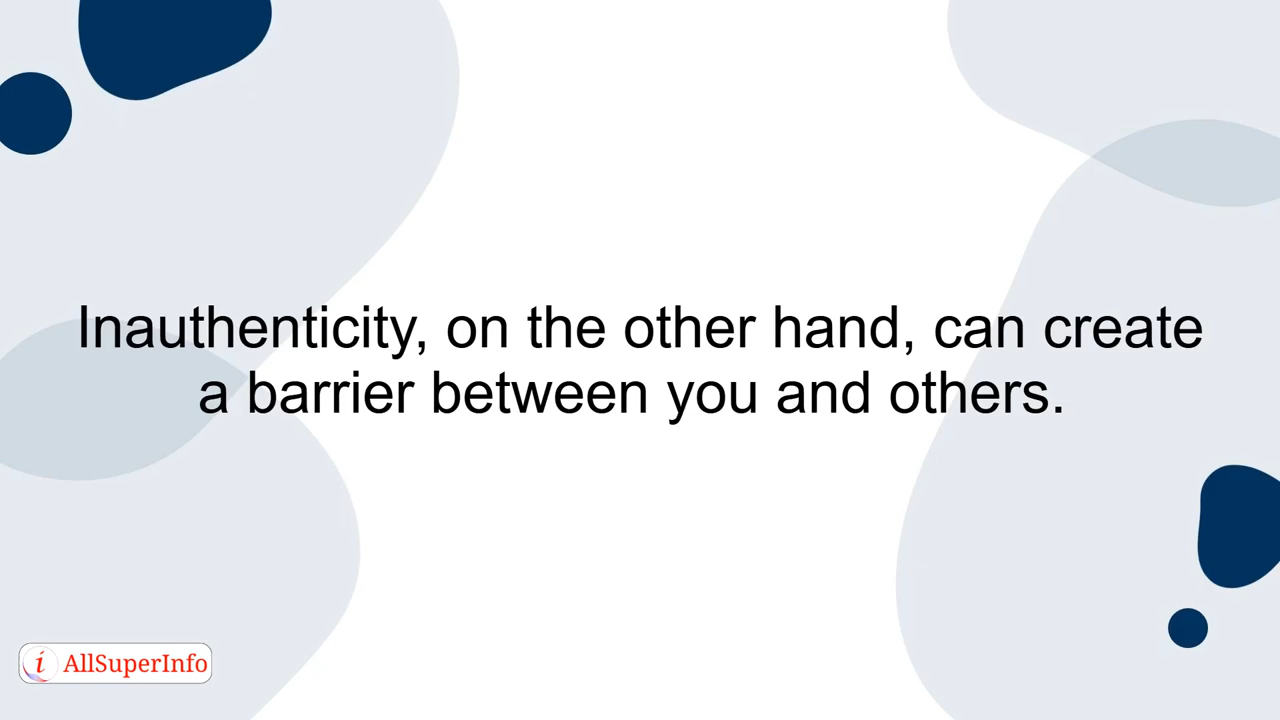 Inauthenticity, on the other hand, can create
a barrier between you and others.
i AllSuperInfo